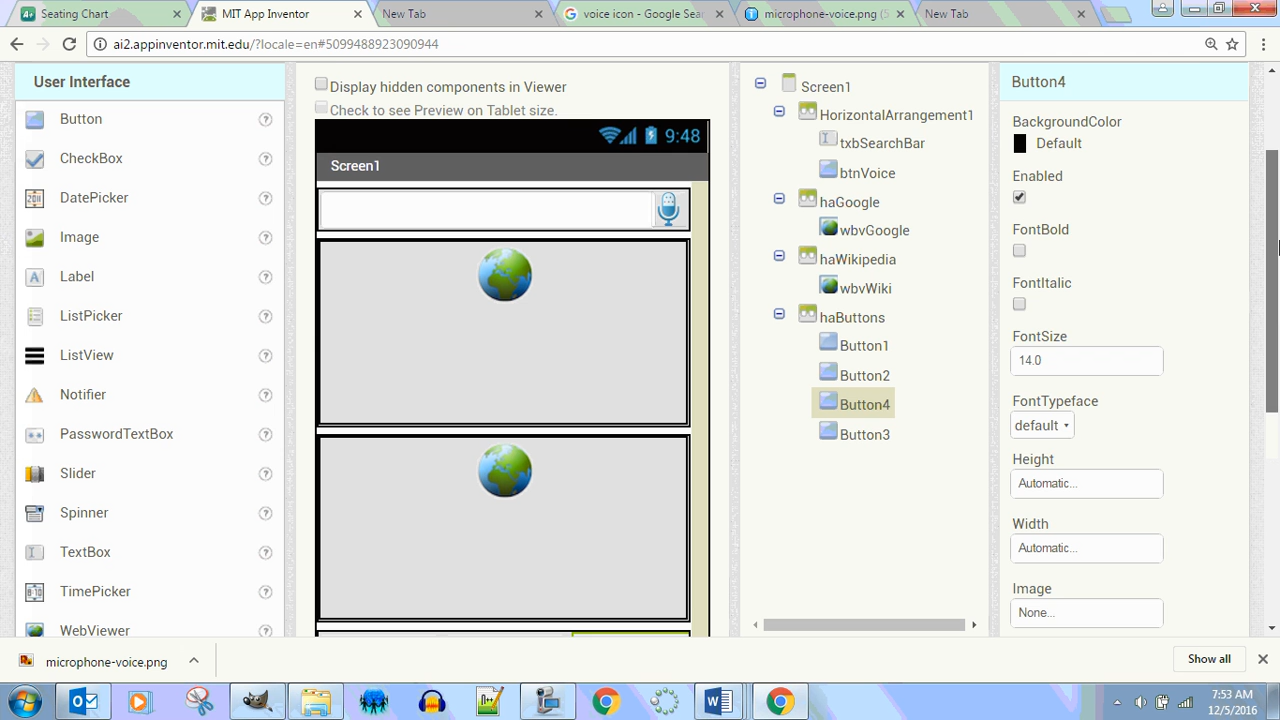 Seating Chart
MIT App Inventor
New Tab
voice icon - Google Sea
microphone-voice.png (5
New Tab
ai2.appinventor.mit.edu/?locale=en#5099488923090944
User Interface
Button
CheckBox
DatePicker
Image
Label
ListPicker
ListView
Notifier
PasswordTextBox
Slider
Spinner
TextBox
TimePicker
WebViewer
Display hidden components in Viewer
Check to see Preview on Tablet size.
9:48
Screen1
Screen1
HorizontalArrangement1
txbSearchBar
btnVoice
haGoogle
wbvGoogle
haWikipedia
wbvWiki
haButtons
Button1
Button2
Button4
Button3
Button4
BackgroundColor
Default
Enabled
FontBold
FontItalic
FontSize
14.0
FontTypeface
default
Height
Automatic...
Width
Automatic...
Image
None...
microphone-voice.png
Show all
7:53 AM
12/5/2016